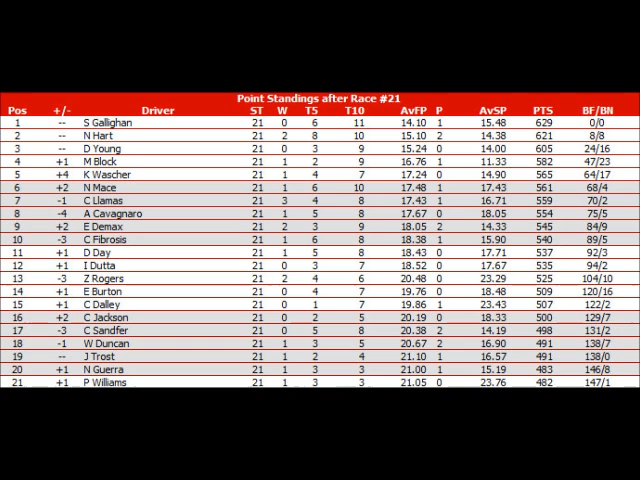 Point Standings after Race #21
Pos +/- Driver ST W T5 T10 AvFP P AvSP PTS BF/BN
1 -- S Gallighan 21 0 6 11 14.10 1 15.48 629 0/0
2 -- N Hart 21 2 8 10 15.10 2 14.38 621 8/8
3 -- D Young 21 0 3 9 15.24 0 14.00 605 24/16
4 +1 M Block 21 1 2 9 16.76 1 11.33 582 47/23
5 +4 K Wascher 21 1 4 7 17.24 0 14.90 565 64/17
6 +2 N Mace 21 1 6 10 17.48 1 17.43 561 68/4
7 -1 C Llamas 21 3 4 8 17.43 1 16.71 559 70/2
8 -4 A Cavagnaro 21 1 5 8 17.67 0 18.05 554 75/5
9 +2 E Demax 21 2 3 9 18.05 2 14.33 545 84/9
10 -3 C Fibrosis 21 1 6 8 18.38 1 15.90 540 89/5
11 +1 D Day 21 1 5 8 18.43 0 17.71 537 92/3
12 +1 I Dutta 21 0 3 7 18.52 0 17.67 535 94/2
13 -3 Z Rogers 21 2 4 6 20.48 0 23.29 525 104/10
14 +1 E Burton 21 0 4 7 19.76 0 18.48 509 120/16
15 +1 C Dalley 21 0 1 7 19.86 1 23.43 507 122/2
16 +2 C Jackson 21 0 2 5 20.19 0 18.33 500 129/7
17 -3 C Sandfer 21 0 5 8 20.38 2 14.19 498 131/2
18 -1 W Duncan 21 1 3 5 20.67 2 16.90 491 138/7
19 -- J Trost 21 1 2 4 21.10 1 16.57 491 138/0
20 +1 N Guerra 21 1 3 3 21.00 1 15.19 483 146/8
21 +1 P Williams 21 1 3 3 21.05 0 23.76 482 147/1